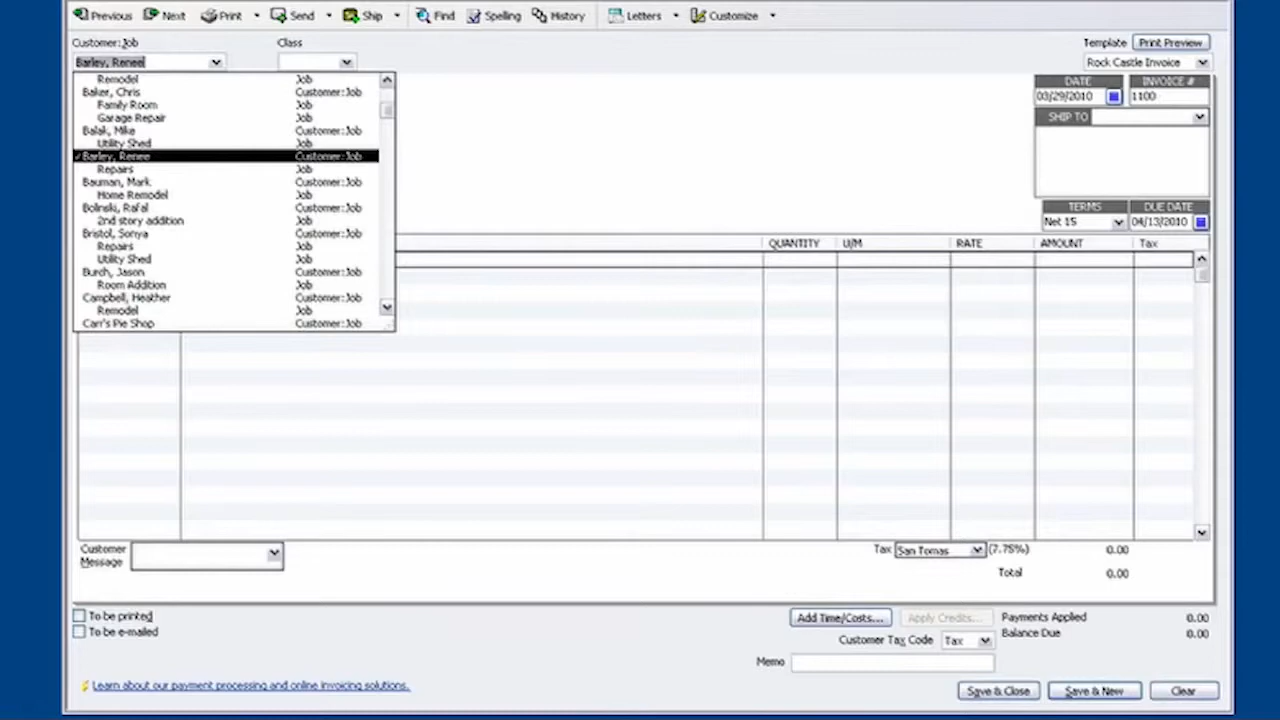 Previous Next Print Send Ship Find Spelling History Letters Customize
Customer:Job Class Template Print Preview
Barley, Renee Rock Castle Invoice
Remodel Job
Baker, Chris Customer:Job
Family Room Job
Garage Repair Job
Balak, Mike Customer:Job
Utility Shed Job
✓Barley, Renee Customer:Job
Repairs Job
Bauman, Mark Customer:Job
Home Remodel Job
Bolinski, Rafal Customer:Job
2nd story addition Job
Bristol, Sonya Customer:Job
Repairs Job
Utility Shed Job
Burch, Jason Customer:Job
Room Addition Job
Campbell, Heather Customer:Job
Remodel Job
Carr's Pie Shop Customer:Job
DATE INVOICE #
03/29/2010 1100
SHIP TO
TERMS DUE DATE
Net 15 04/13/2010
QUANTITY U/M RATE AMOUNT Tax
Customer Message
Tax San Tomas (7.75%) 0.00
Total 0.00
To be printed
To be e-mailed
Add Time/Costs... Apply Credits... Payments Applied 0.00
Customer Tax Code Tax Balance Due 0.00
Memo
Learn about our payment processing and online invoicing solutions.
Save & Close Save & New Clear